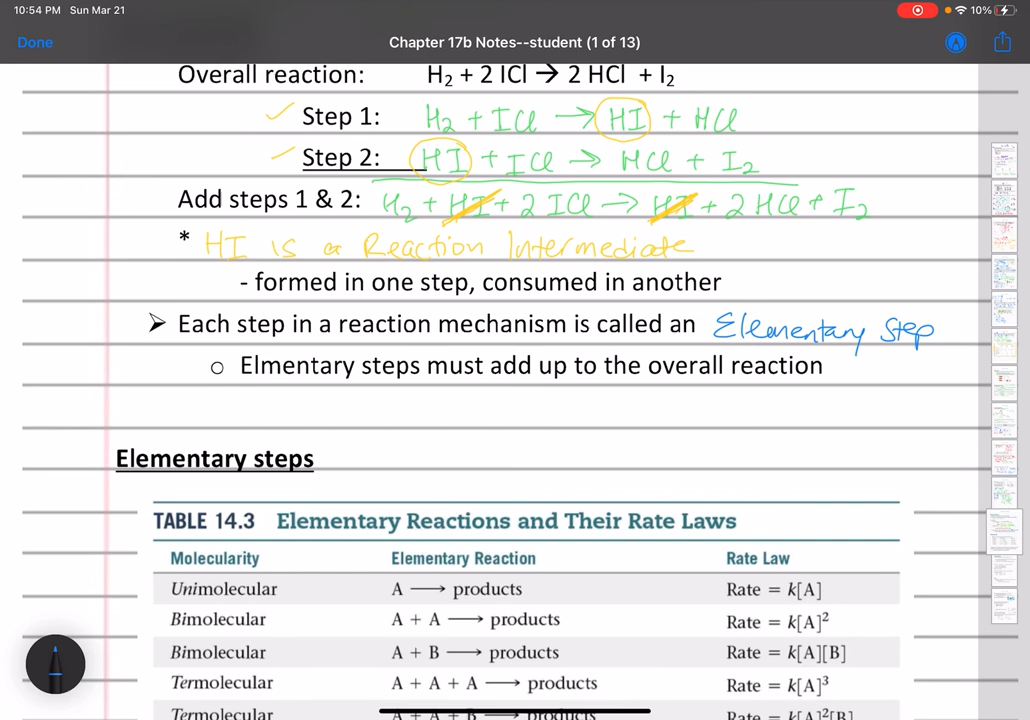 10:54 PM Sun Mar 21 10%
Done Chapter 17b Notes--student (1 of 13)
Overall reaction: H₂ + 2 ICl → 2 HCl + I₂
Step 1: H₂ + ICl → HI + HCl
Step 2: HI + ICl → HCl + I₂
Add steps 1 & 2: H₂ + HI + 2 ICl → HI + 2 HCl + I₂
* HI is a Reaction Intermediate
- formed in one step, consumed in another
➢ Each step in a reaction mechanism is called an Elementary Step
o Elmentary steps must add up to the overall reaction
Elementary steps
TABLE 14.3 Elementary Reactions and Their Rate Laws
Molecularity Elementary Reaction Rate Law
Unimolecular A → products Rate = k[A]
Bimolecular A + A → products Rate = k[A]²
Bimolecular A + B → products Rate = k[A][B]
Termolecular A + A + A → products Rate = k[A]³
Termolecular A + A + B → products Rate = k[A]²[B]